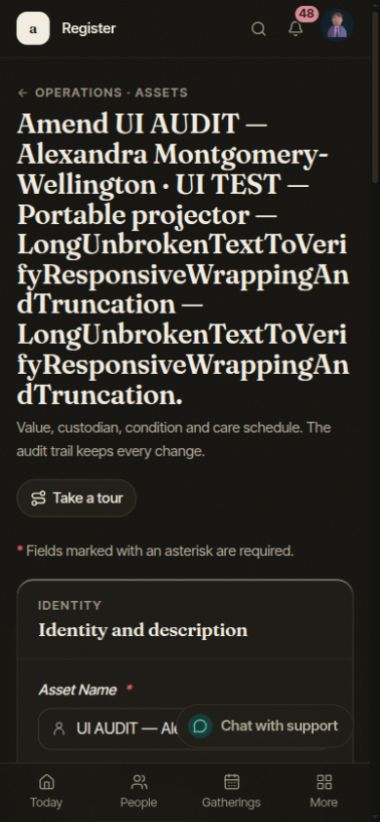 a Register 48
← OPERATIONS · ASSETS
Amend UI AUDIT —
Alexandra Montgomery-
Wellington · UI TEST —
Portable projector —
LongUnbrokenTextToVeri
fyResponsiveWrappingAn
dTruncation —
LongUnbrokenTextToVeri
fyResponsiveWrappingAn
dTruncation.
Value, custodian, condition and care schedule. The
audit trail keeps every change.
Take a tour
* Fields marked with an asterisk are required.
IDENTITY
Identity and description
Asset Name *
UI AUDIT — Chat with support
Today People Gatherings More